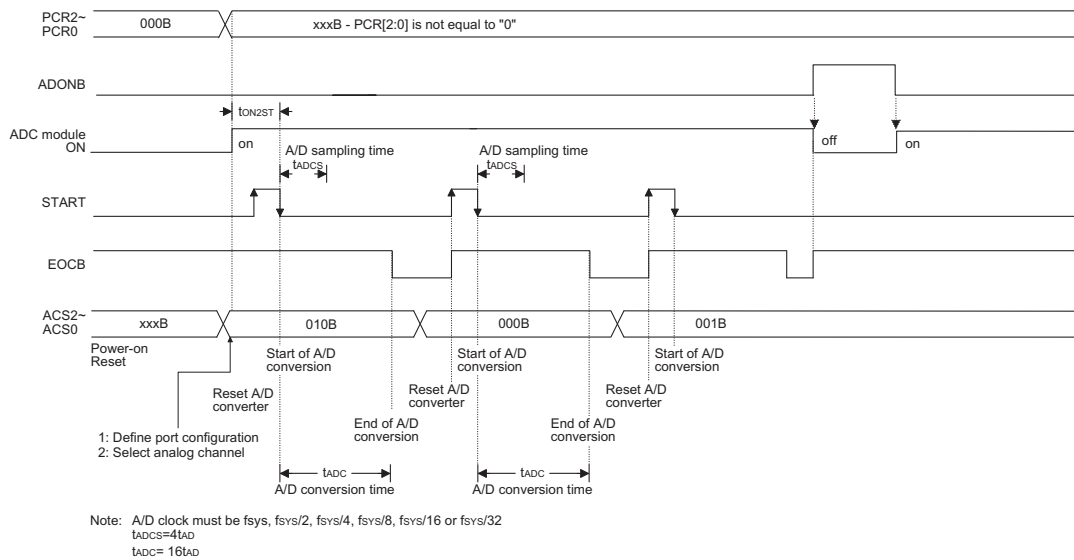 PCR2~
PCR0
000B
xxxB - PCR[2:0] is not equal to "0"
ADONB
tON2ST
ADC module
ON
on
off
on
A/D sampling time
tADCS
A/D sampling time
tADCS
START
EOCB
ACS2~
ACS0
xxxB
010B
000B
001B
Power-on
Reset
Start of A/D
conversion
Start of A/D
conversion
Start of A/D
conversion
Reset A/D
converter
Reset A/D
converter
Reset A/D
converter
End of A/D
conversion
End of A/D
conversion
1: Define port configuration
2: Select analog channel
tADC
A/D conversion time
tADC
A/D conversion time
Note: A/D clock must be fsys, fSYS/2, fSYS/4, fSYS/8, fSYS/16 or fSYS/32
tADCS=4tAD
tADC= 16tAD